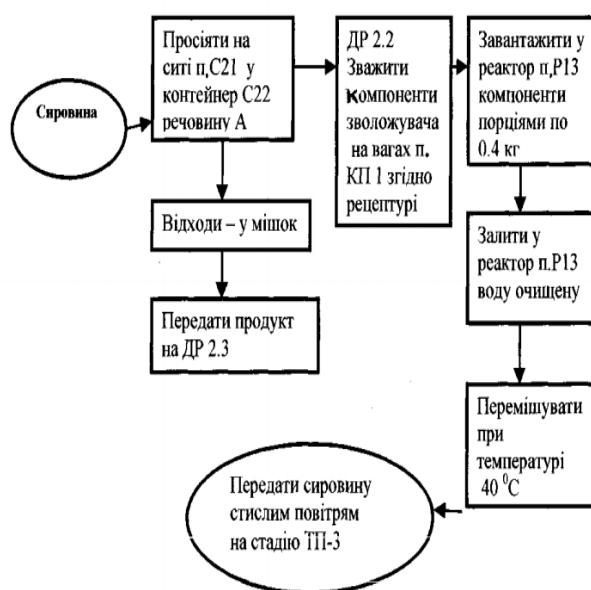 Сировина
Просіяти на
ситі п,С21 у
контейнер С22
речовину А
ДР 2.2
Зважити
компоненти
зволожувача
на вагах п.
КП 1 згідно
рецептурі
Завантажити у
реактор п,Р13
компоненти
порціями по
0.4 кг
Відходи – у мішок
Передати продукт
на ДР 2.3
Залити у
реактор п.Р13
воду очищену
Перемішувати
при
температурі
40 ⁰С
Передати сировину
стислим повітрям
на стадію ТП-3